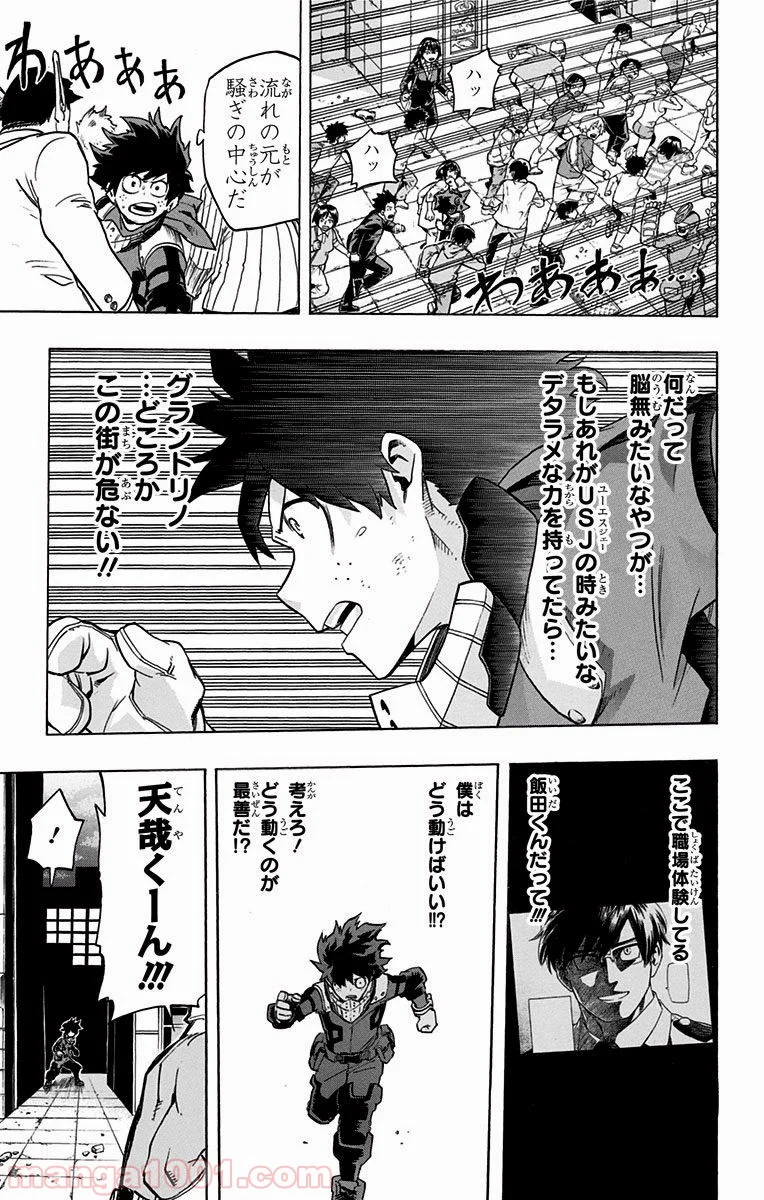 ハッ
ハッ
わぁぁぁぁ…
わぁぁぁぁ
流れの元が
騒ぎの中心だ
何だって
脳無みたいなやつが…
もしあれがＵＳＪの時みたいな
デタラメな力を持ってたら…
グラントリノ
…どころか
この街が危ない!!
ここで職場体験してる
飯田くんだって!!!
僕は
どう動けばいい!!?
考えろ!
どう動くのが
最善だ!?
天哉くーん!!!
!
manga1001.com